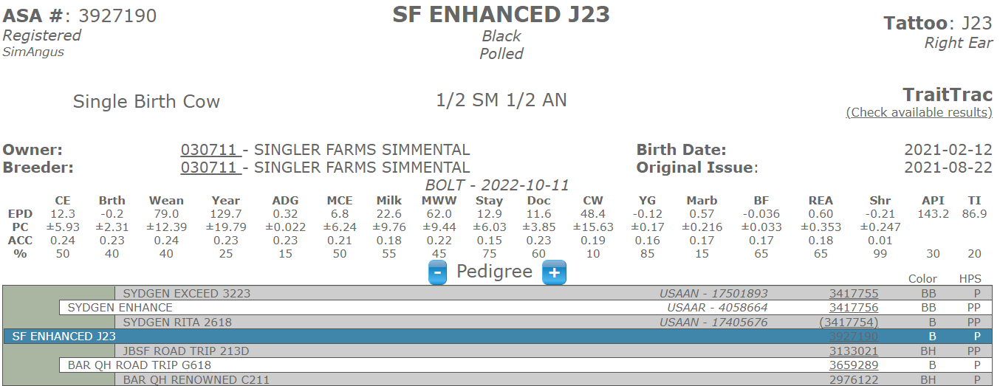 ASA #: 3927190
SF ENHANCED J23
Tattoo: J23
Registered
Black
Right Ear
SimAngus
Polled
Single Birth Cow
1/2 SM 1/2 AN
TraitTrac
(Check available results)
Owner: 030711 - SINGLER FARMS SIMMENTAL Birth Date: 2021-02-12
Breeder: 030711 - SINGLER FARMS SIMMENTAL Original Issue: 2021-08-22
BOLT - 2022-10-11
CE Brth Wean Year ADG MCE Milk MWW Stay Doc CW YG Marb BF REA Shr API TI
EPD 12.3 -0.2 79.0 129.7 0.32 6.8 22.6 62.0 12.9 11.6 48.4 -0.12 0.57 -0.036 0.60 -0.21 143.2 86.9
PC ±5.93 ±2.31 ±12.39 ±19.79 ±0.022 ±6.24 ±9.76 ±9.44 ±6.03 ±3.85 ±15.63 ±0.17 ±0.216 ±0.033 ±0.353 ±0.247
ACC 0.24 0.23 0.24 0.23 0.23 0.21 0.18 0.22 0.15 0.23 0.19 0.16 0.17 0.17 0.18 0.01
% 50 40 40 25 15 50 55 45 75 60 10 85 15 65 65 99 30 20
- Pedigree +
Color HPS
SYDGEN EXCEED 3223 USAAN - 17501893 3417755 BB P
SYDGEN ENHANCE USAAR - 4058664 3417756 BB PP
SYDGEN RITA 2618 USAAN - 17405676 (3417754) B PP
SF ENHANCED J23 3927190 B P
JBSF ROAD TRIP 213D 3133021 BH PP
BAR QH ROAD TRIP G618 3659289 B P
BAR QH RENOWNED C211 2976122 BH P